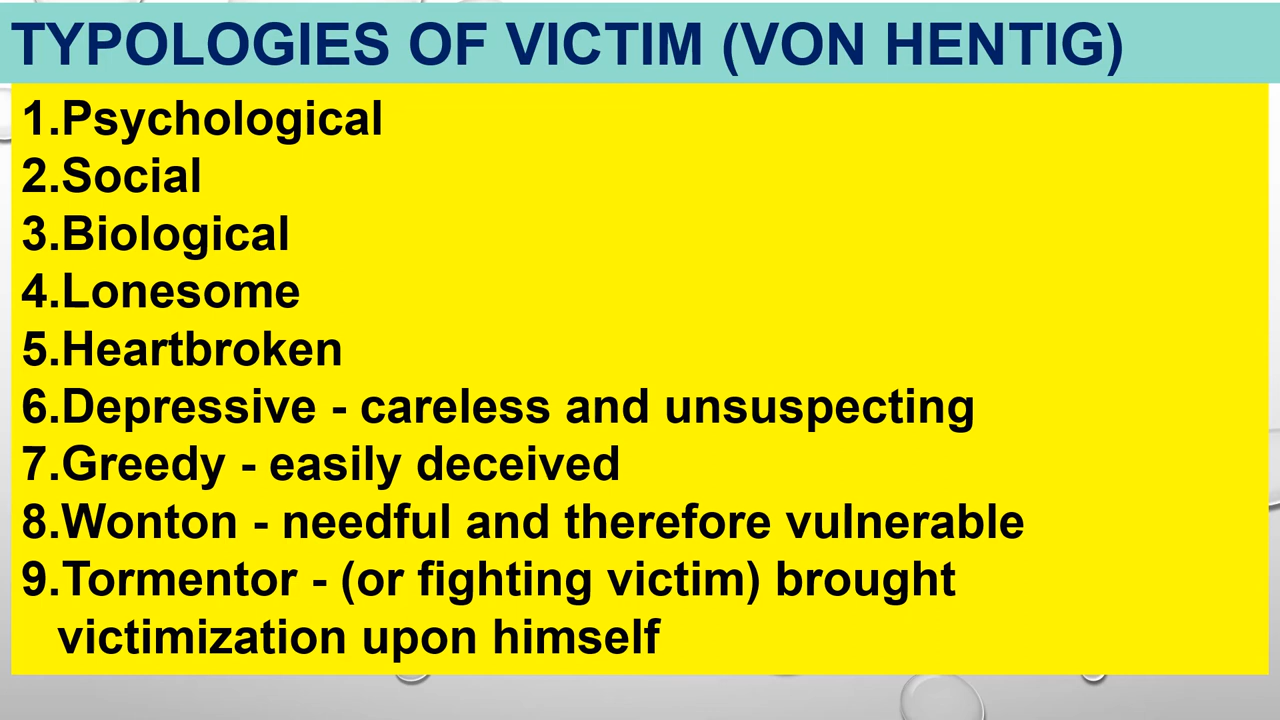 TYPOLOGIES OF VICTIM (VON HENTIG)
1.Psychological
2.Social
3.Biological
4.Lonesome
5.Heartbroken
6.Depressive - careless and unsuspecting
7.Greedy - easily deceived
8.Wonton - needful and therefore vulnerable
9.Tormentor - (or fighting victim) brought
victimization upon himself